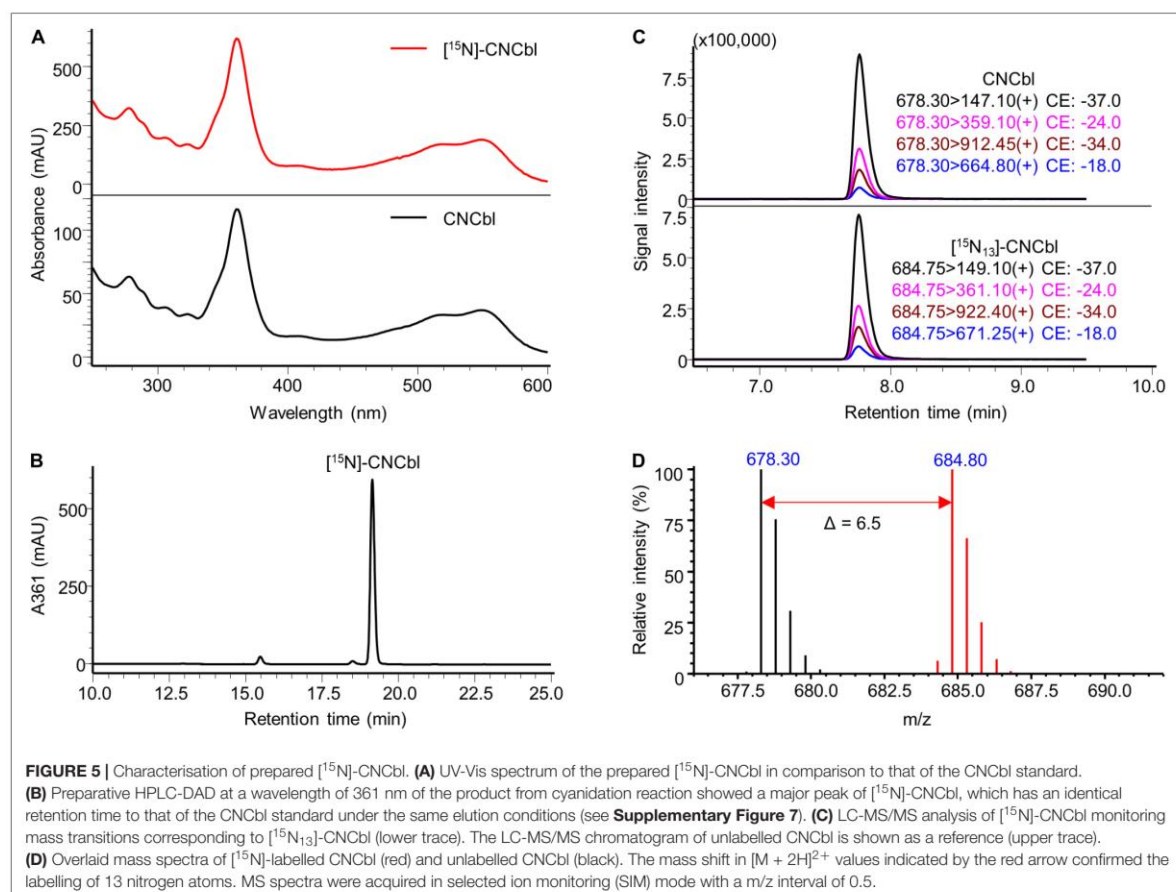 A
[¹⁵N]-CNCbl
500
250
0
CNCbl
100
50
0
Absorbance (mAU)
300 400 500 600
Wavelength (nm)
C
(x100,000)
7.5
5.0
2.5
0
CNCbl
678.30>147.10(+) CE: -37.0
678.30>359.10(+) CE: -24.0
678.30>912.45(+) CE: -34.0
678.30>664.80(+) CE: -18.0
7.5
5.0
2.5
0
[¹⁵N₁₃]-CNCbl
684.75>149.10(+) CE: -37.0
684.75>361.10(+) CE: -24.0
684.75>922.40(+) CE: -34.0
684.75>671.25(+) CE: -18.0
Signal intensity
6.0 7.0 8.0 9.0 10.0
Retention time (min)
B
[¹⁵N]-CNCbl
500
250
0
A361 (mAU)
10.0 15.0 20.0 25.0
Retention time (min)
D
678.30 684.80
100
75
50
25
0
Δ = 6.5
Relative intensity (%)
677.5 680.0 682.5 685.0 687.5 690.0
m/z
FIGURE 5 | Characterisation of prepared [¹⁵N]-CNCbl. (A) UV-Vis spectrum of the prepared [¹⁵N]-CNCbl in comparison to that of the CNCbl standard.
(B) Preparative HPLC-DAD at a wavelength of 361 nm of the product from cyanidation reaction showed a major peak of [¹⁵N]-CNCbl, which has an identical
retention time to that of the CNCbl standard under the same elution conditions (see Supplementary Figure 7). (C) LC-MS/MS analysis of [¹⁵N]-CNCbl monitoring
mass transitions corresponding to [¹⁵N₁₃]-CNCbl (lower trace). The LC-MS/MS chromatogram of unlabelled CNCbl is shown as a reference (upper trace).
(D) Overlaid mass spectra of [¹⁵N]-labelled CNCbl (red) and unlabelled CNCbl (black). The mass shift in [M + 2H]²⁺ values indicated by the red arrow confirmed the
labelling of 13 nitrogen atoms. MS spectra were acquired in selected ion monitoring (SIM) mode with a m/z interval of 0.5.